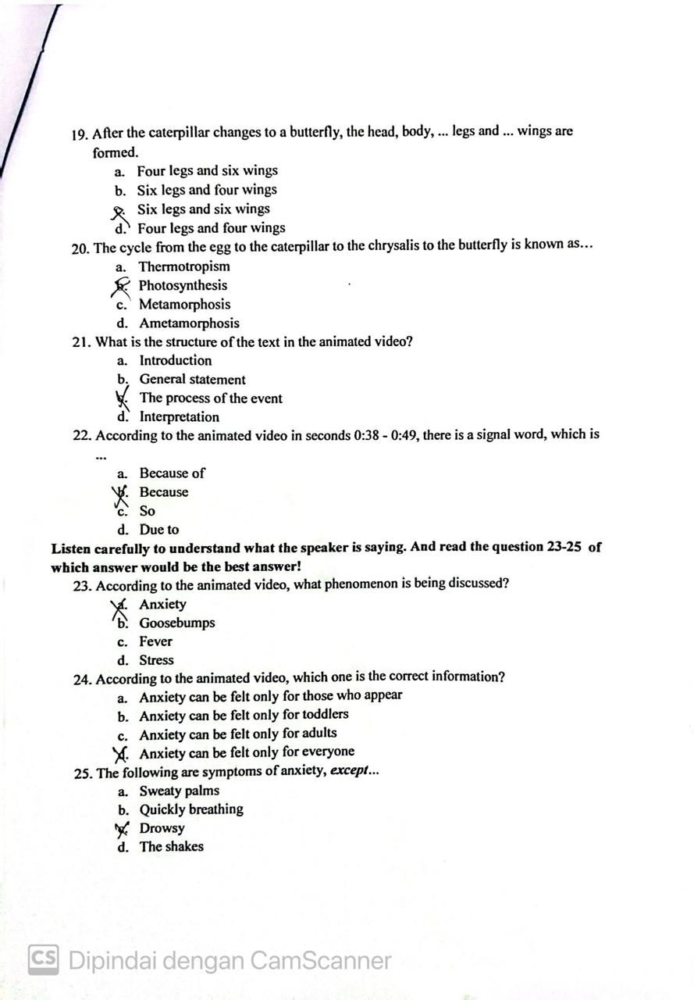 19. After the caterpillar changes to a butterfly, the head, body, ... legs and ... wings are
formed.
a. Four legs and six wings
b. Six legs and four wings
c. Six legs and six wings
d. Four legs and four wings
20. The cycle from the egg to the caterpillar to the chrysalis to the butterfly is known as...
a. Thermotropism
b. Photosynthesis
c. Metamorphosis
d. Ametamorphosis
21. What is the structure of the text in the animated video?
a. Introduction
b. General statement
c. The process of the event
d. Interpretation
22. According to the animated video in seconds 0:38 - 0:49, there is a signal word, which is
...
a. Because of
b. Because
c. So
d. Due to
Listen carefully to understand what the speaker is saying. And read the question 23-25 of
which answer would be the best answer!
23. According to the animated video, what phenomenon is being discussed?
a. Anxiety
b. Goosebumps
c. Fever
d. Stress
24. According to the animated video, which one is the correct information?
a. Anxiety can be felt only for those who appear
b. Anxiety can be felt only for toddlers
c. Anxiety can be felt only for adults
d. Anxiety can be felt only for everyone
25. The following are symptoms of anxiety, except...
a. Sweaty palms
b. Quickly breathing
c. Drowsy
d. The shakes
CS Dipindai dengan CamScanner